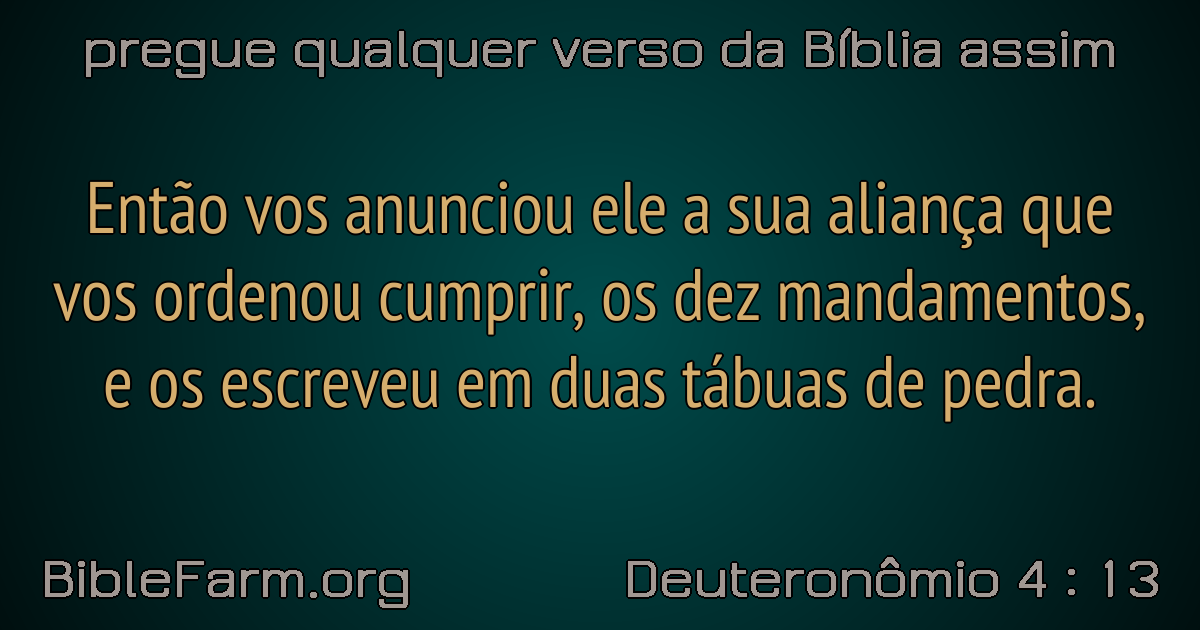 pregue qualquer verso da Bíblia assim
Então vos anunciou ele a sua aliança que
vos ordenou cumprir, os dez mandamentos,
e os escreveu em duas tábuas de pedra.
BibleFarm.org
Deuteronômio 4 : 13